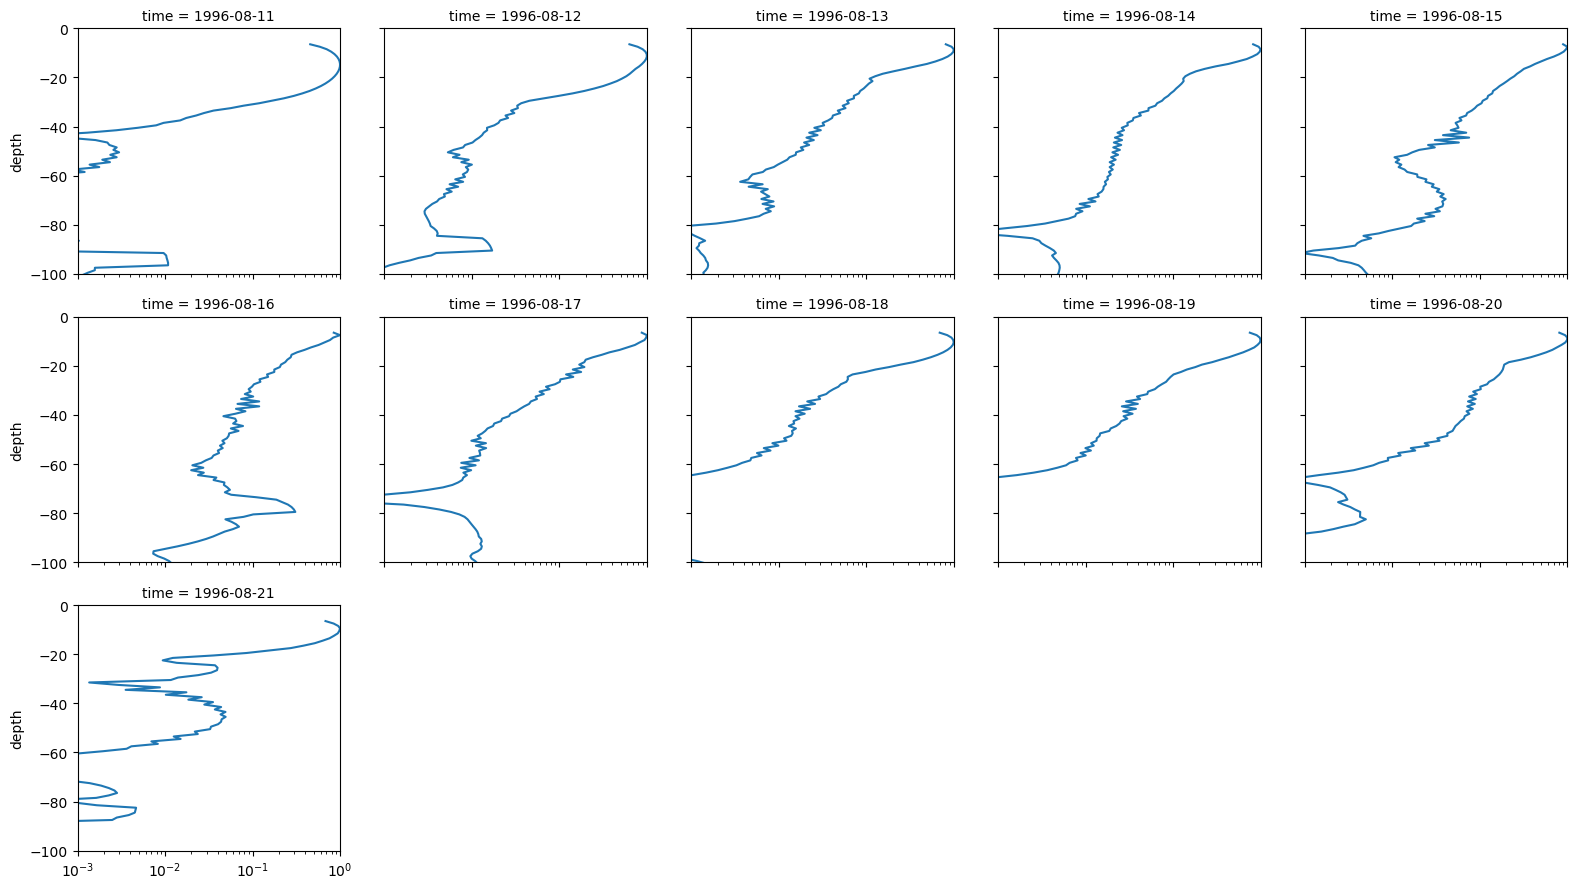 time = 1996-08-11
time = 1996-08-12
time = 1996-08-13
time = 1996-08-14
time = 1996-08-15
0
−20
−40
−60
−80
−100
depth
time = 1996-08-16
time = 1996-08-17
time = 1996-08-18
time = 1996-08-19
time = 1996-08-20
0
−20
−40
−60
−80
−100
depth
time = 1996-08-21
0
−20
−40
−60
−80
−100
depth
10⁻³ 10⁻² 10⁻¹ 10⁰